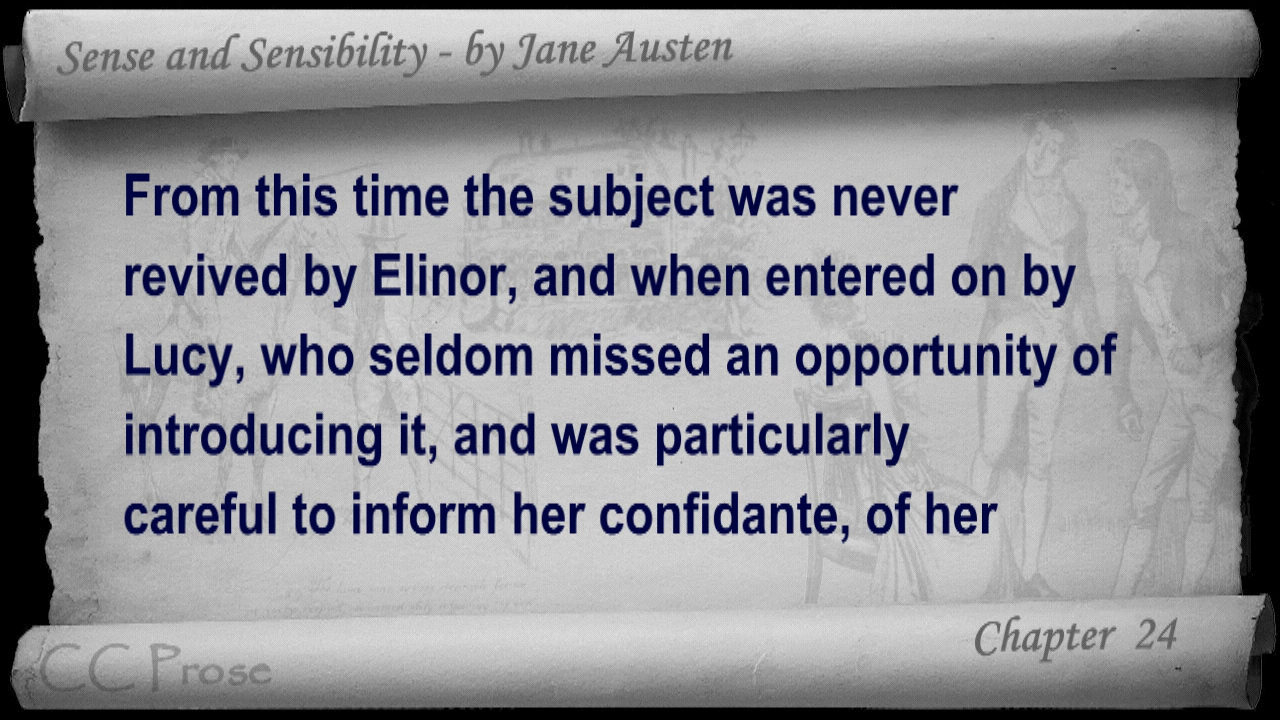 Sense and Sensibility - by Jane Austen
From this time the subject was never
revived by Elinor, and when entered on by
Lucy, who seldom missed an opportunity of
introducing it, and was particularly
careful to inform her confidante, of her
Chapter 24
CC Prose